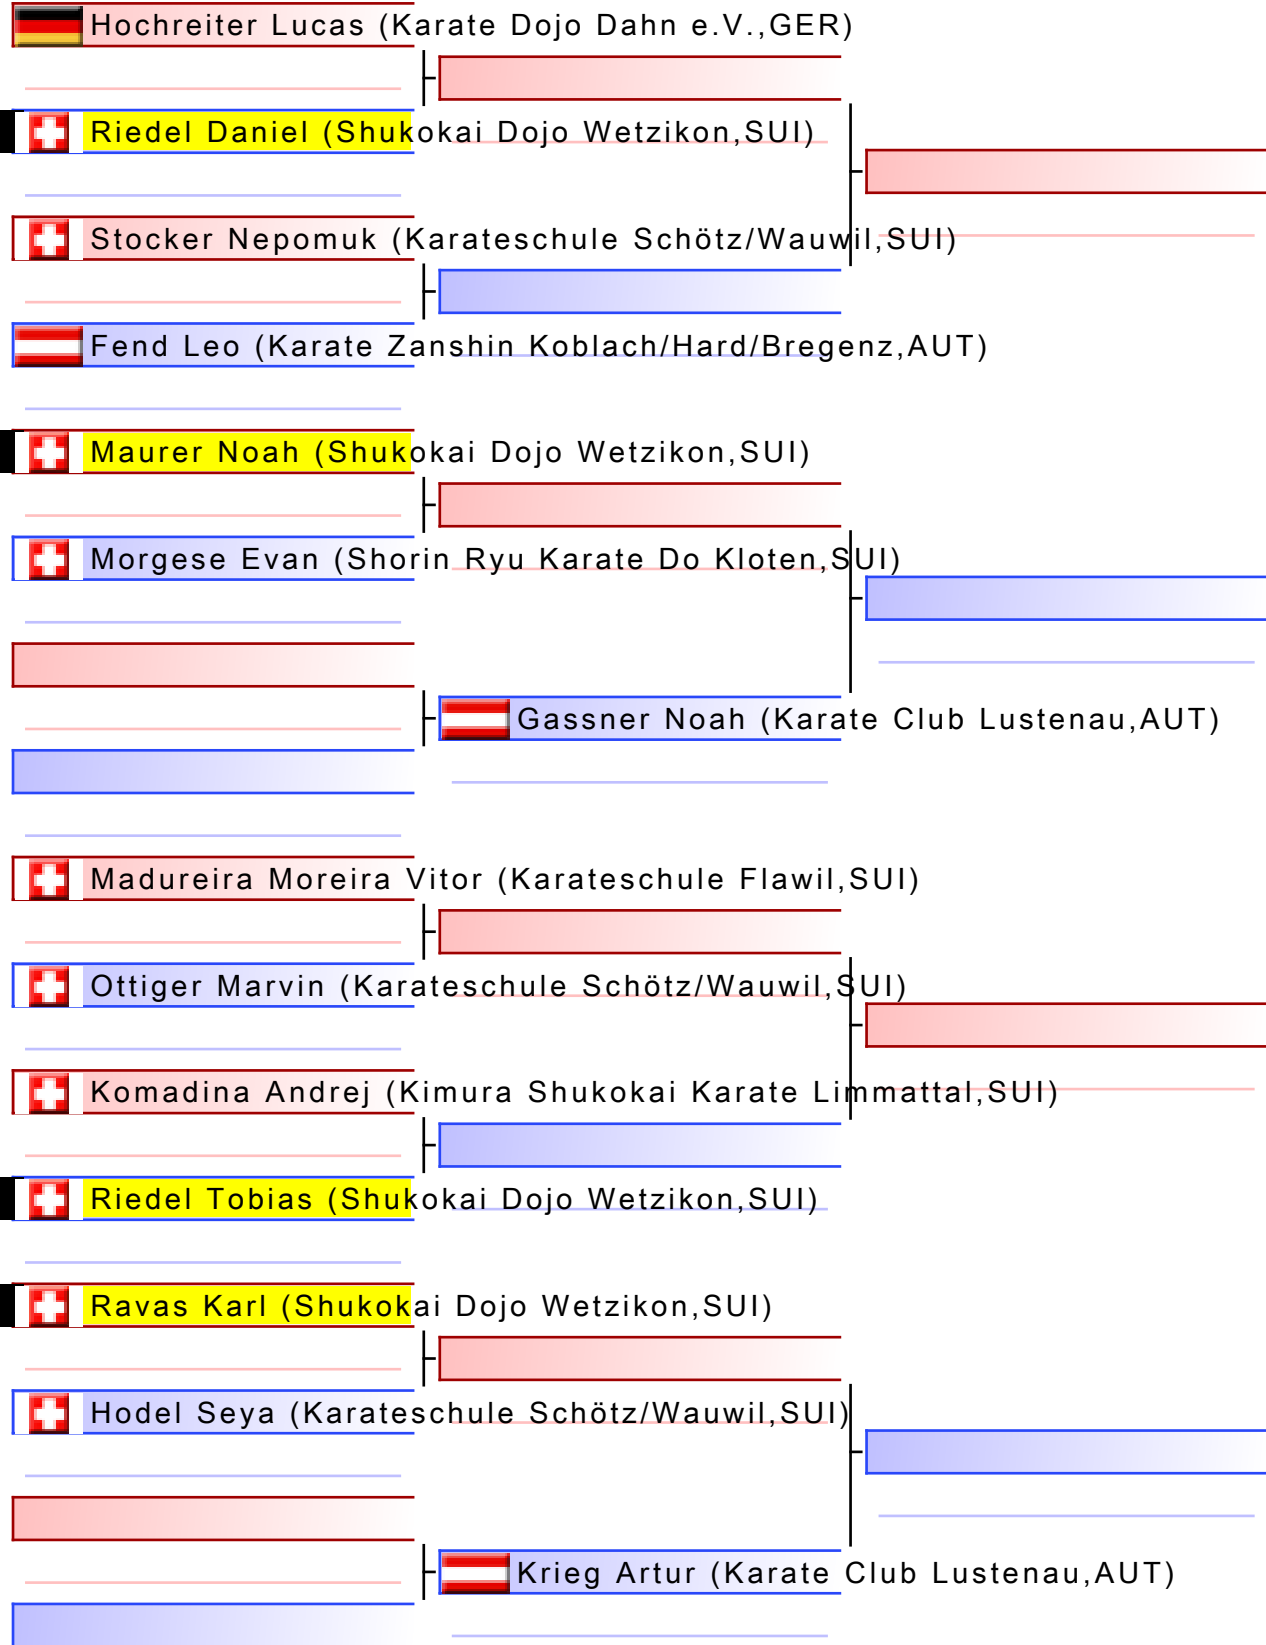 Hochreiter Lucas (Karate Dojo Dahn e.V.,GER)
Riedel Daniel (Shukokai Dojo Wetzikon,SUI)
Stocker Nepomuk (Karateschule Schötz/Wauwil,SUI)
Fend Leo (Karate Zanshin Koblach/Hard/Bregenz,AUT)
Maurer Noah (Shukokai Dojo Wetzikon,SUI)
Morgese Evan (Shorin Ryu Karate Do Kloten,SUI)
Gassner Noah (Karate Club Lustenau,AUT)
Madureira Moreira Vitor (Karateschule Flawil,SUI)
Ottiger Marvin (Karateschule Schötz/Wauwil,SUI)
Komadina Andrej (Kimura Shukokai Karate Limmattal,SUI)
Riedel Tobias (Shukokai Dojo Wetzikon,SUI)
Ravas Karl (Shukokai Dojo Wetzikon,SUI)
Hodel Seya (Karateschule Schötz/Wauwil,SUI)
Krieg Artur (Karate Club Lustenau,AUT)